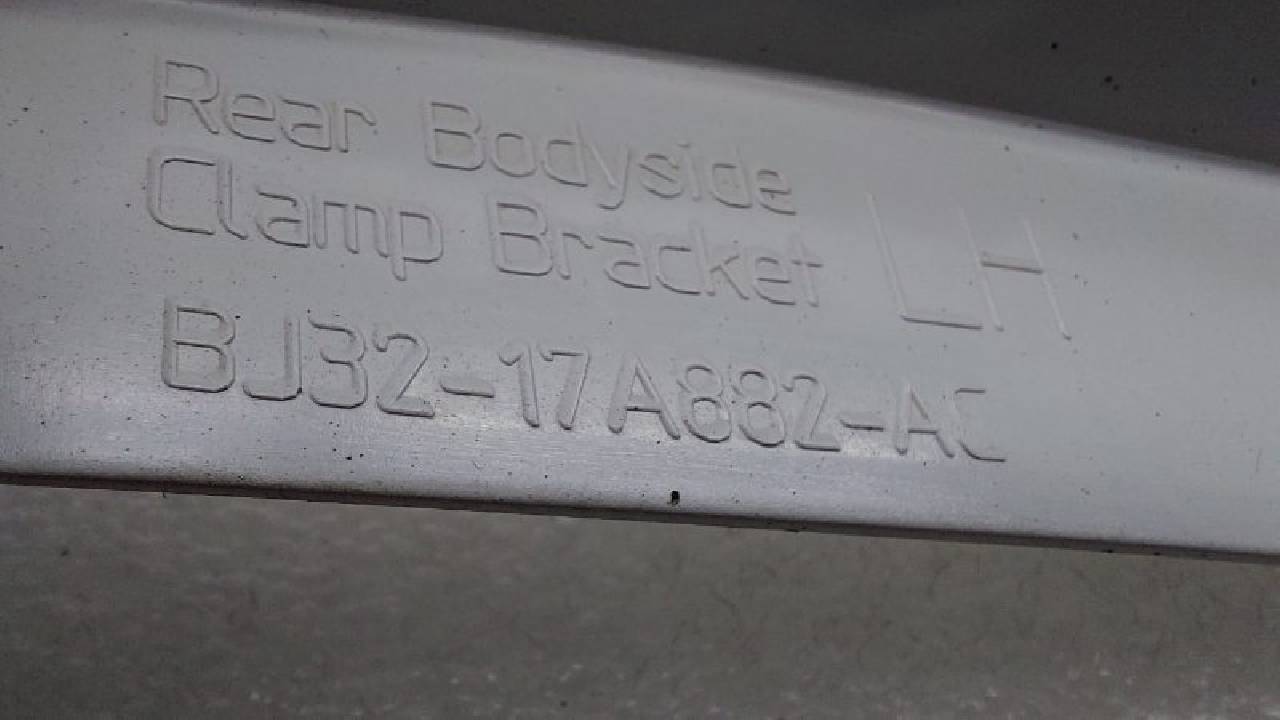 Rear Bodyside
Clamp Bracket LH
BJ32-17A882-AC